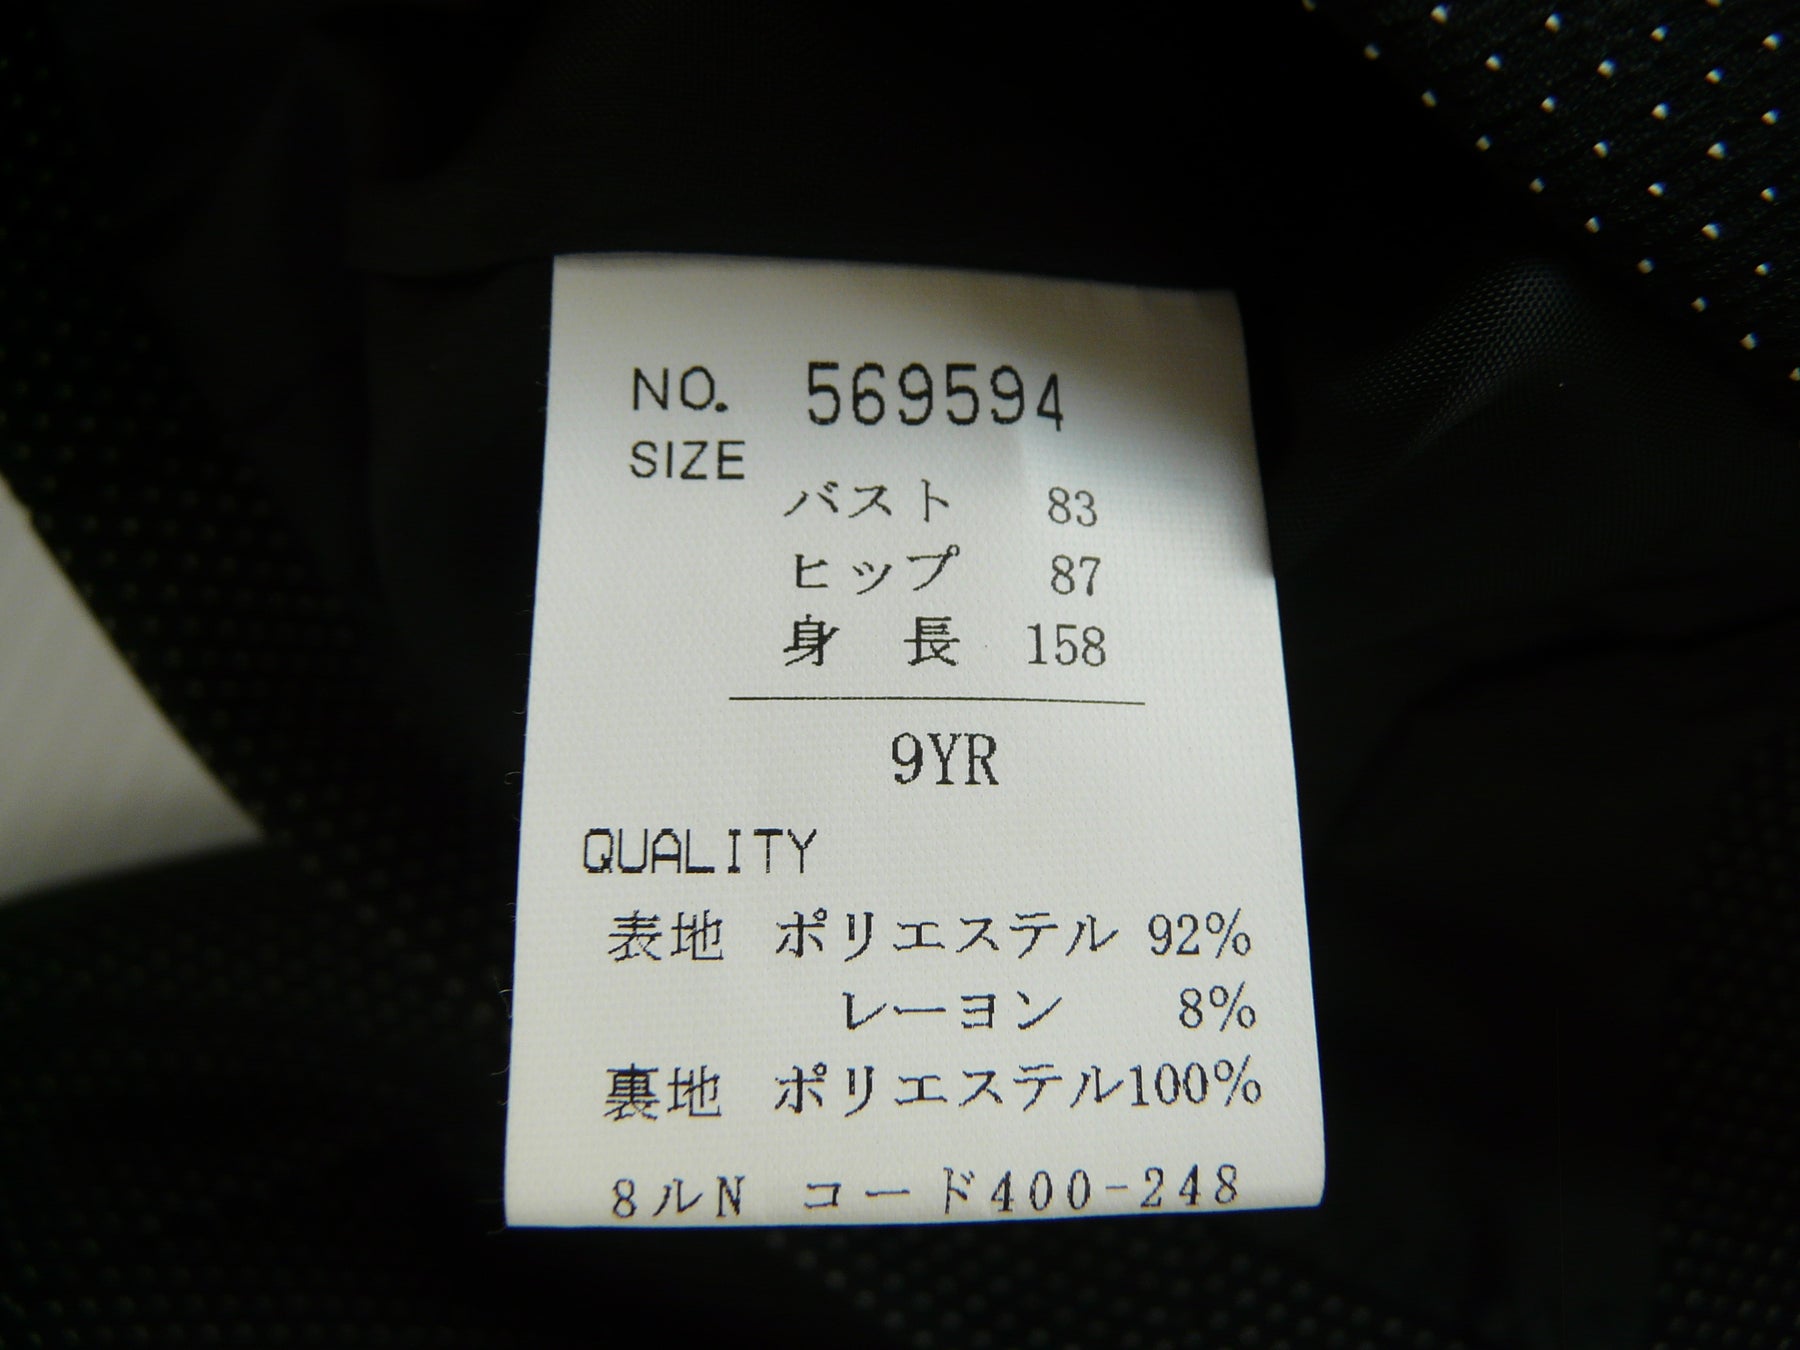 NO. 569594
SIZE
バスト 83
ヒップ 87
身長 158
9YR
QUALITY
表地 ポリエステル 92%
レーヨン 8%
裏地 ポリエステル100%
8ルN コード400-248